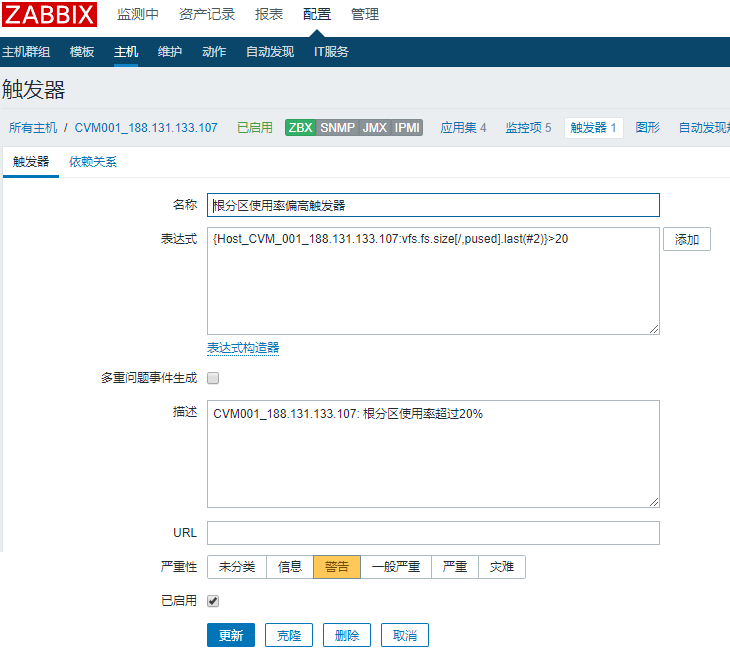 ZABBIX 监测中 资产记录 报表 配置 管理
主机群组 模板 主机 维护 动作 自动发现 IT服务
触发器
所有主机 / CVM001_188.131.133.107 已启用 ZBX SNMP JMX IPMI 应用集 4 监控项 5 触发器 1 图形 自动发现
触发器 依赖关系
名称 根分区使用率偏高触发器
表达式 {Host_CVM_001_188.131.133.107:vfs.fs.size[/,pused].last(#2)}>20 添加
表达式构造器
多重问题事件生成
描述 CVM001_188.131.133.107: 根分区使用率超过20%
URL
严重性 未分类 信息 警告 一般严重 严重 灾难
已启用
更新 克隆 删除 取消